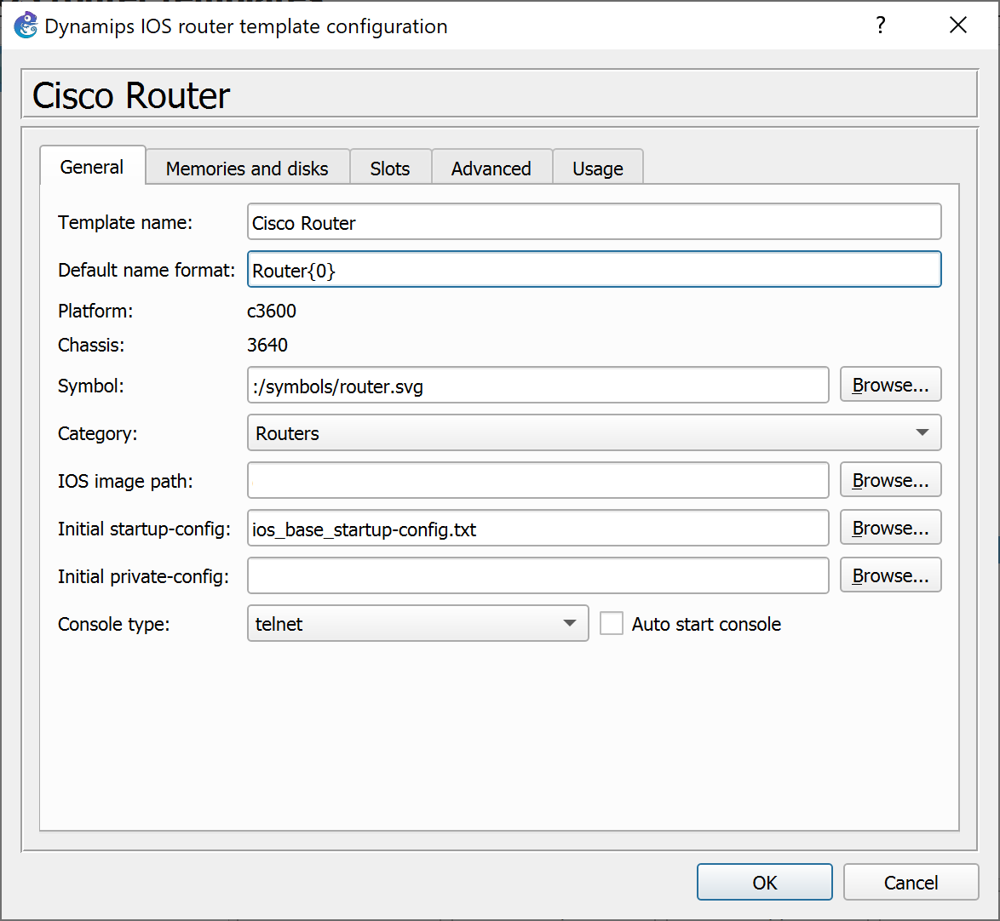 Dynamips IOS router template configuration ?
Cisco Router
General Memories and disks Slots Advanced Usage
Template name: Cisco Router
Default name format: Router{0}
Platform: c3600
Chassis: 3640
Symbol: :/symbols/router.svg Browse...
Category: Routers
IOS image path: Browse...
Initial startup-config: ios_base_startup-config.txt Browse...
Initial private-config: Browse...
Console type: telnet Auto start console
OK Cancel